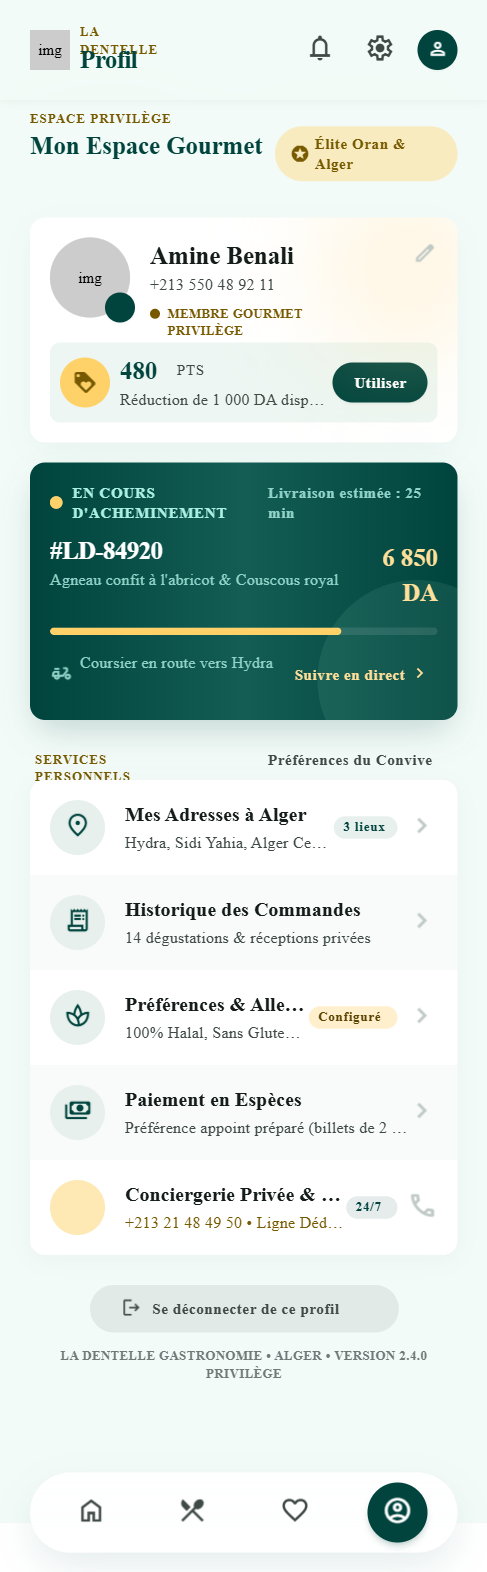 img
LA
DENTELLE
Profil
ESPACE PRIVILÈGE
Mon Espace Gourmet
Élite Oran &
Alger
img
Amine Benali
+213 550 48 92 11
MEMBRE GOURMET
PRIVILÈGE
480 PTS
Réduction de 1 000 DA disp...
Utiliser
EN COURS
D'ACHEMINEMENT
Livraison estimée : 25
min
#LD-84920
Agneau confit à l'abricot & Couscous royal
6 850
DA
Coursier en route vers Hydra
Suivre en direct
SERVICES
PERSONNELS
Préférences du Convive
Mes Adresses à Alger
Hydra, Sidi Yahia, Alger Ce...
3 lieux
Historique des Commandes
14 dégustations & réceptions privées
Préférences & Alle...
100% Halal, Sans Glute...
Configuré
Paiement en Espèces
Préférence appoint préparé (billets de 2 ...
Conciergerie Privée & ...
+213 21 48 49 50 • Ligne Déd...
24/7
Se déconnecter de ce profil
LA DENTELLE GASTRONOMIE • ALGER • VERSION 2.4.0
PRIVILÈGE